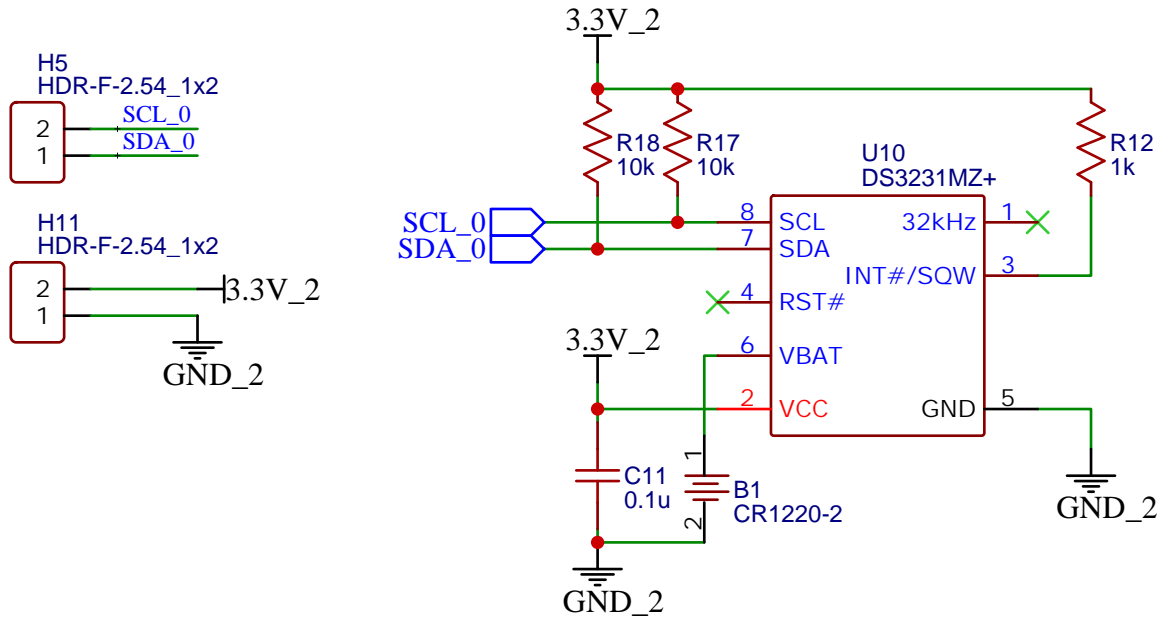 H5
HDR-F-2.54_1x2
2
SCL_0
1
SDA_0
H11
HDR-F-2.54_1x2
2
3.3V_2
1
GND_2
3.3V_2
R18
10k
R17
10k
R12
1k
U10
DS3231MZ+
SCL_0
8
SCL
SDA_0
7
SDA
4
RST#
6
VBAT
2
VCC
32kHz
1
INT#/SQW
3
GND
5
GND_2
3.3V_2
C11
0.1u
1
B1
CR1220-2
2
GND_2